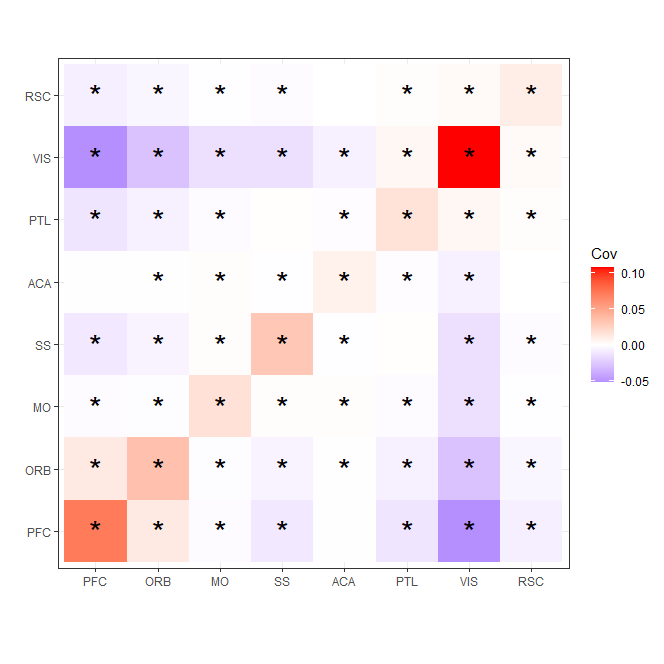 RSC * * * * * * *
VIS * * * * * * * *
PTL * * * * * * *
ACA * * * * * *
SS * * * * * * *
MO * * * * * * * *
ORB * * * * * * * *
PFC * * * * * * *
PFC ORB MO SS ACA PTL VIS RSC
Cov
0.10
0.05
0.00
-0.05